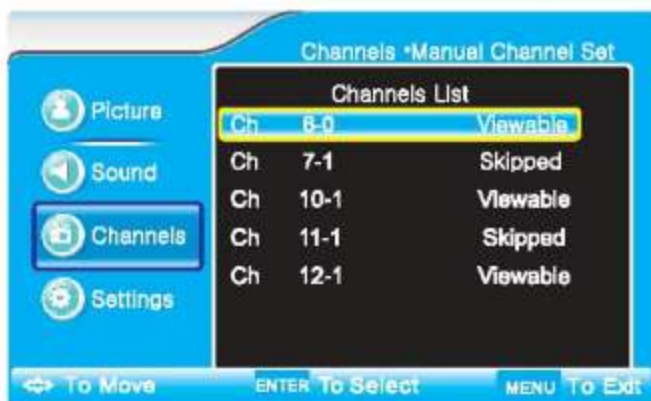 Channels •Manual Channel Set
Picture
Sound
Channels
Settings
Channels List
Ch 6-0 Viewable
Ch 7-1 Skipped
Ch 10-1 Viewable
Ch 11-1 Skipped
Ch 12-1 Viewable
To Move ENTER To Select MENU To Exit